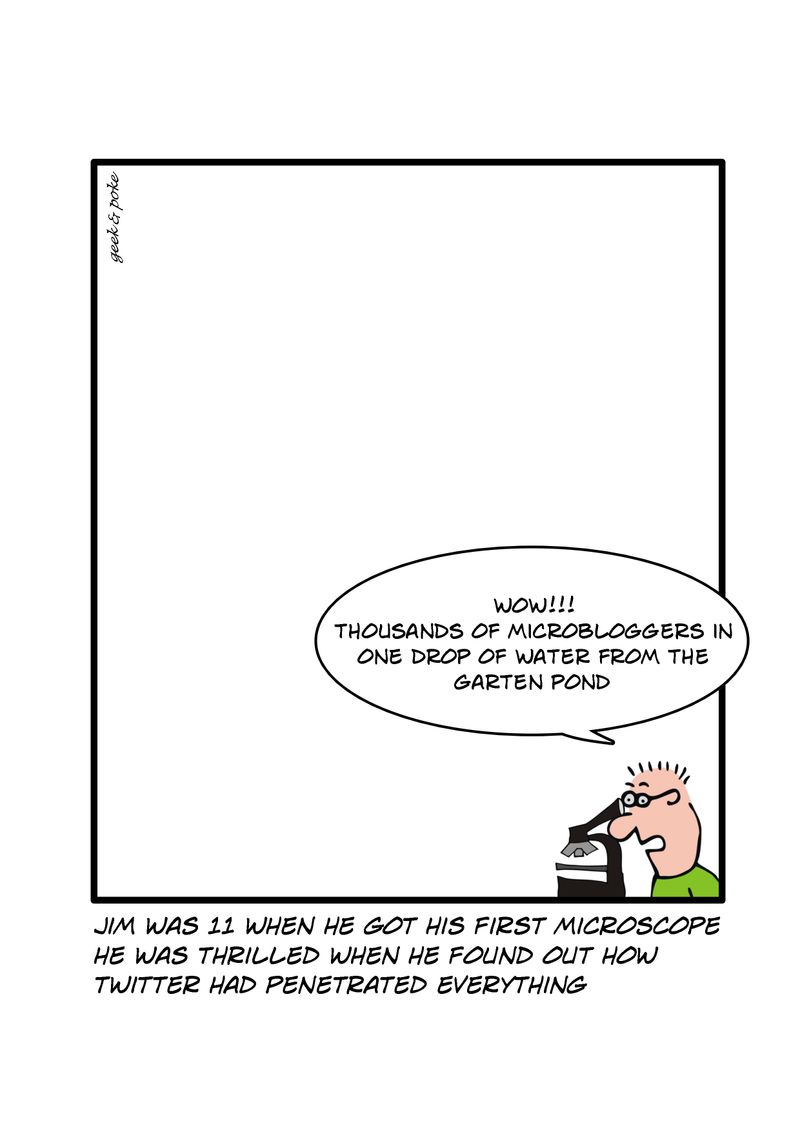 geek & poke
WOW!!!
THOUSANDS OF MICROBLOGGERS IN
ONE DROP OF WATER FROM THE
GARTEN POND
JIM WAS 11 WHEN HE GOT HIS FIRST MICROSCOPE
HE WAS THRILLED WHEN HE FOUND OUT HOW
TWITTER HAD PENETRATED EVERYTHING